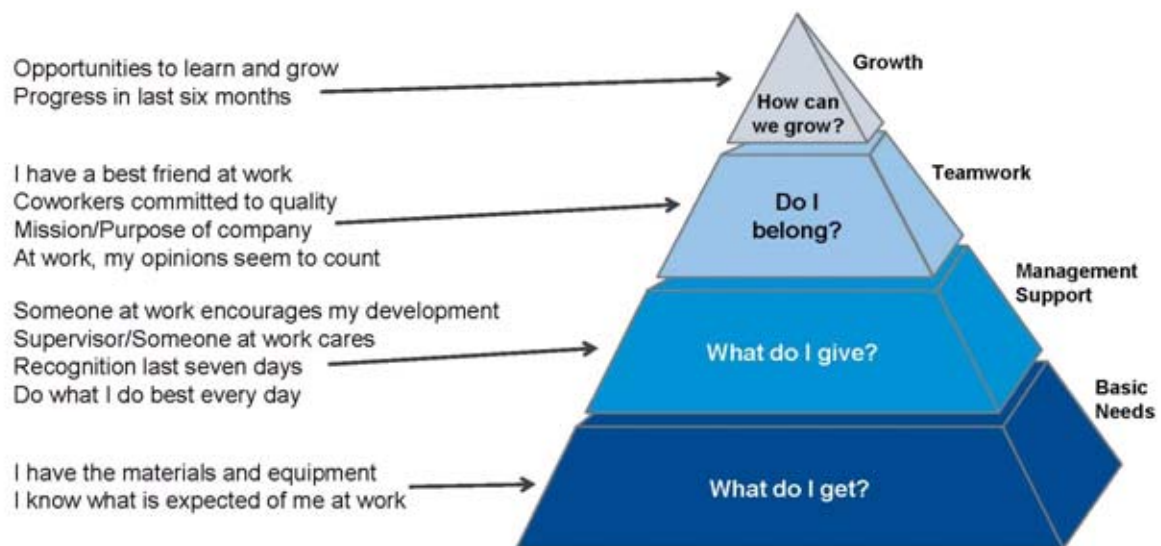 Opportunities to learn and grow
Progress in last six months
How can
we grow?
Growth
I have a best friend at work
Coworkers committed to quality
Mission/Purpose of company
At work, my opinions seem to count
Do I
belong?
Teamwork
Someone at work encourages my development
Supervisor/Someone at work cares
Recognition last seven days
Do what I do best every day
What do I give?
Management
Support
I have the materials and equipment
I know what is expected of me at work
What do I get?
Basic
Needs